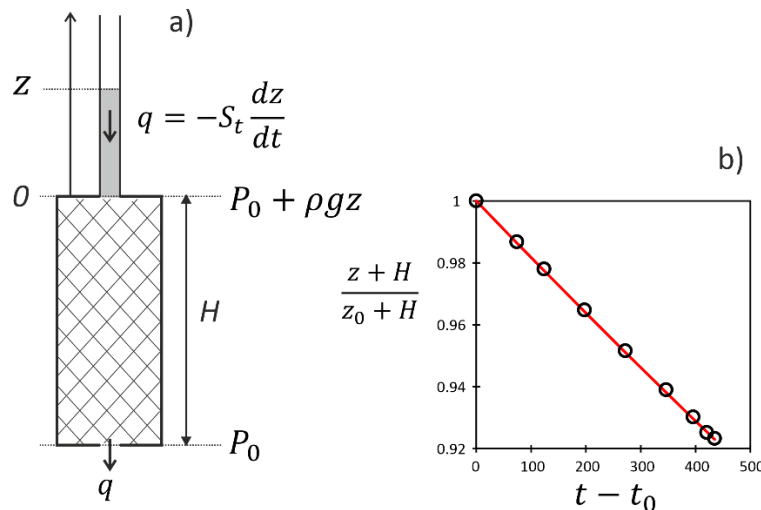 a)
z
q = −S_t dz/dt
0
P_0 + ρgz
H
P_0
q
b)
(z + H)/(z_0 + H)
1
0.98
0.96
0.94
0.92
0 100 200 300 400 500
t − t_0